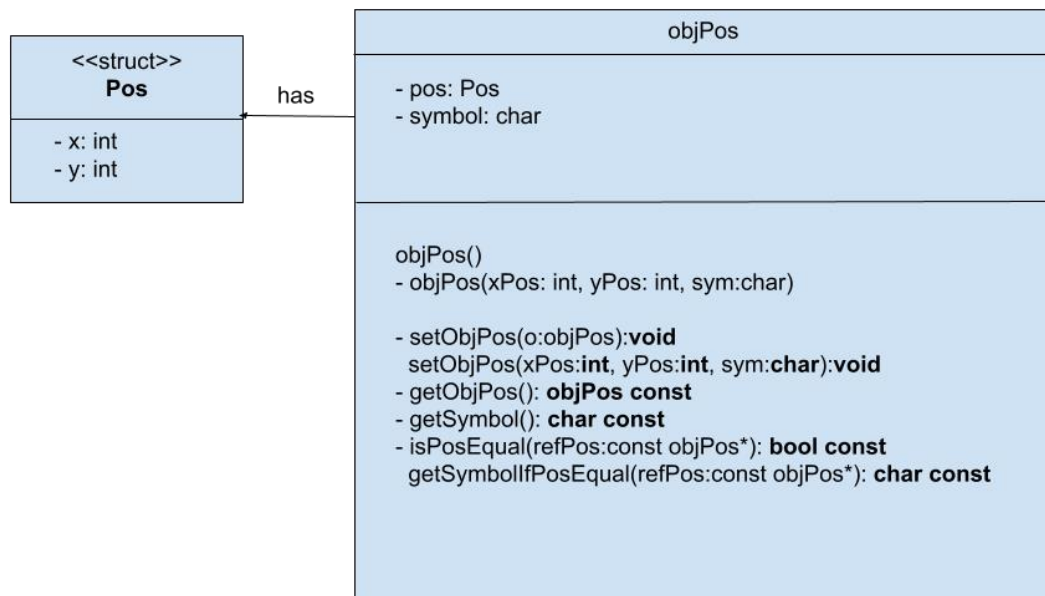 <<struct>>
Pos
- x: int
- y: int
has
objPos
- pos: Pos
- symbol: char
objPos()
- objPos(xPos: int, yPos: int, sym:char)
- setObjPos(o:objPos):void
setObjPos(xPos:int, yPos:int, sym:char):void
- getObjPos(): objPos const
- getSymbol(): char const
- isPosEqual(refPos:const objPos*): bool const
getSymbolIfPosEqual(refPos:const objPos*): char const